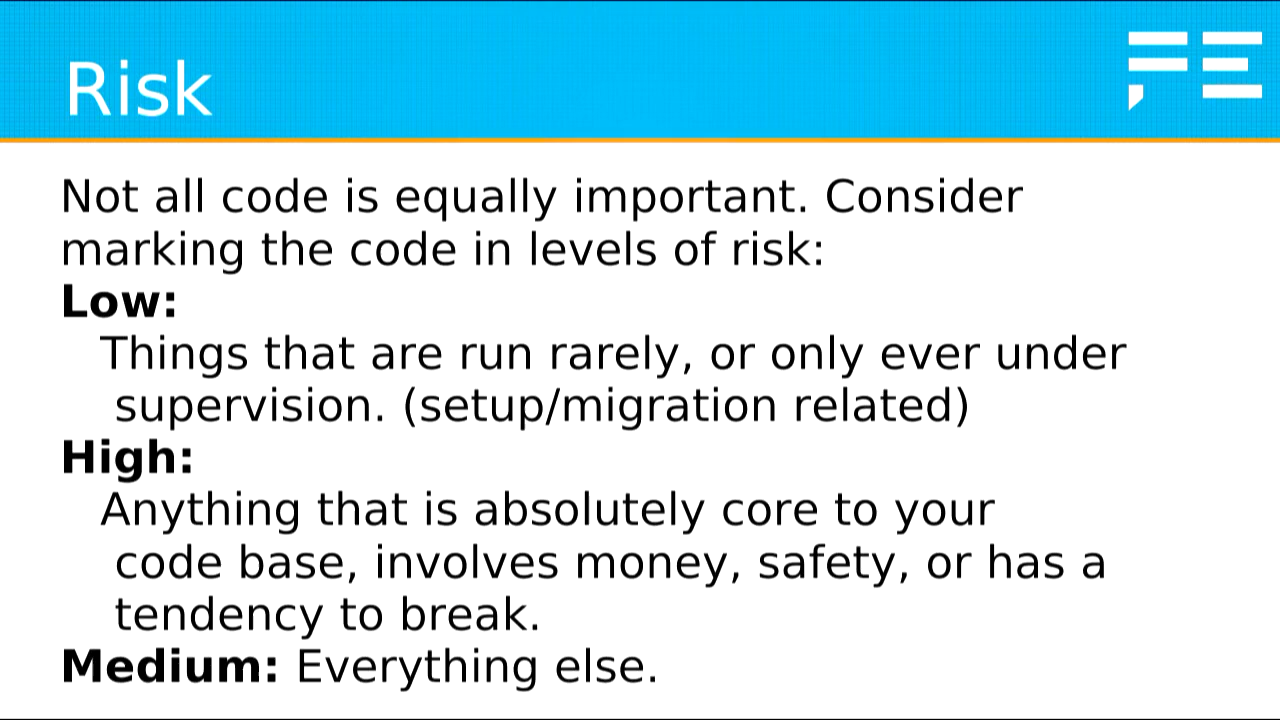 Risk
FE
Not all code is equally important. Consider
marking the code in levels of risk:
Low:
Things that are run rarely, or only ever under
supervision. (setup/migration related)
High:
Anything that is absolutely core to your
code base, involves money, safety, or has a
tendency to break.
Medium: Everything else.